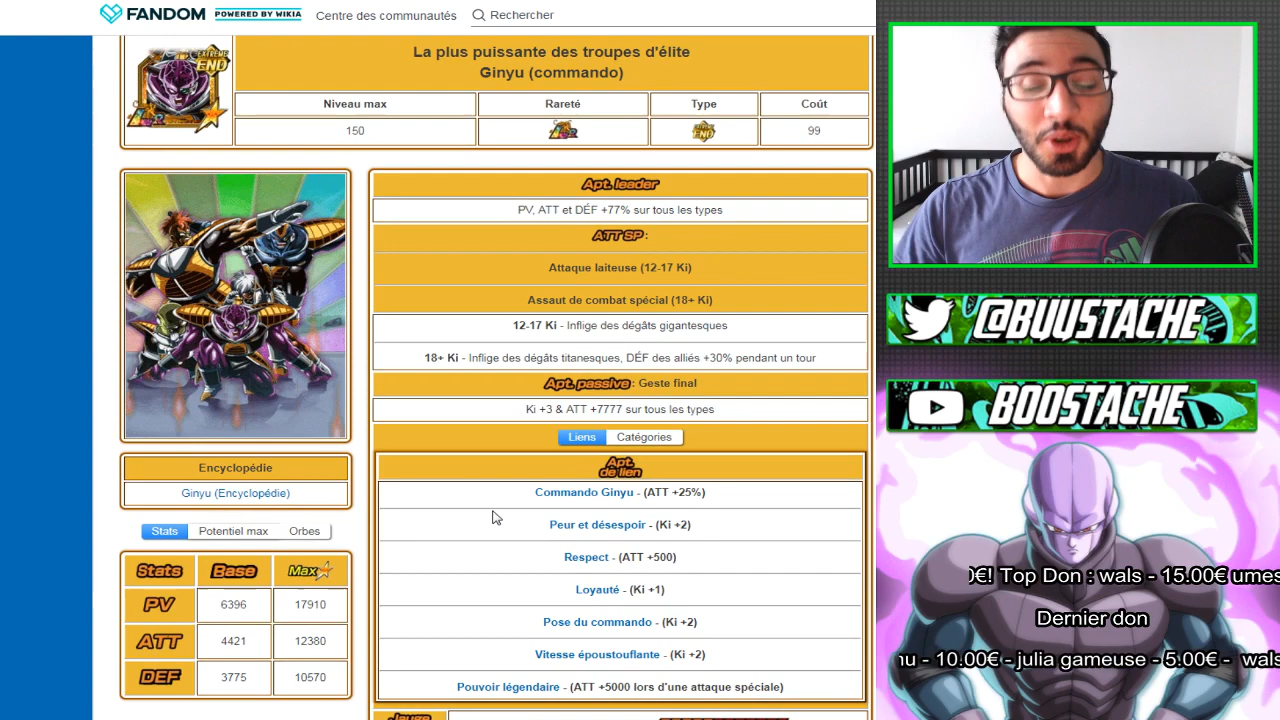 FANDOM POWERED BY WIKIA Centre des communautés Rechercher
La plus puissante des troupes d'élite
Ginyu (commando)
EXTREME
END
Niveau max Rareté Type Coût
150 99
Apt. leader
PV, ATT et DÉF +77% sur tous les types
ATT SP :
Attaque laiteuse (12-17 Ki)
Assaut de combat spécial (18+ Ki)
12-17 Ki - Inflige des dégâts gigantesques
18+ Ki - Inflige des dégâts titanesques, DÉF des alliés +30% pendant un tour
Apt. passive : Geste final
Ki +3 & ATT +7777 sur tous les types
Liens Catégories
Apt.
de lien
Commando Ginyu - (ATT +25%)
Peur et désespoir - (Ki +2)
Respect - (ATT +500)
Loyauté - (Ki +1)
Pose du commando - (Ki +2)
Vitesse époustouflante - (Ki +2)
Pouvoir légendaire - (ATT +5000 lors d'une attaque spéciale)
Encyclopédie
Ginyu (Encyclopédie)
Stats Potentiel max Orbes
Stats Base Max
PV 6396 17910
ATT 4421 12380
DEF 3775 10570
@BUUSTACHE
BOOSTACHE
0€! Top Don : wals - 15.00€ umes
Dernier don
nu - 10.00€ - julia gameuse - 5.00€ - wals